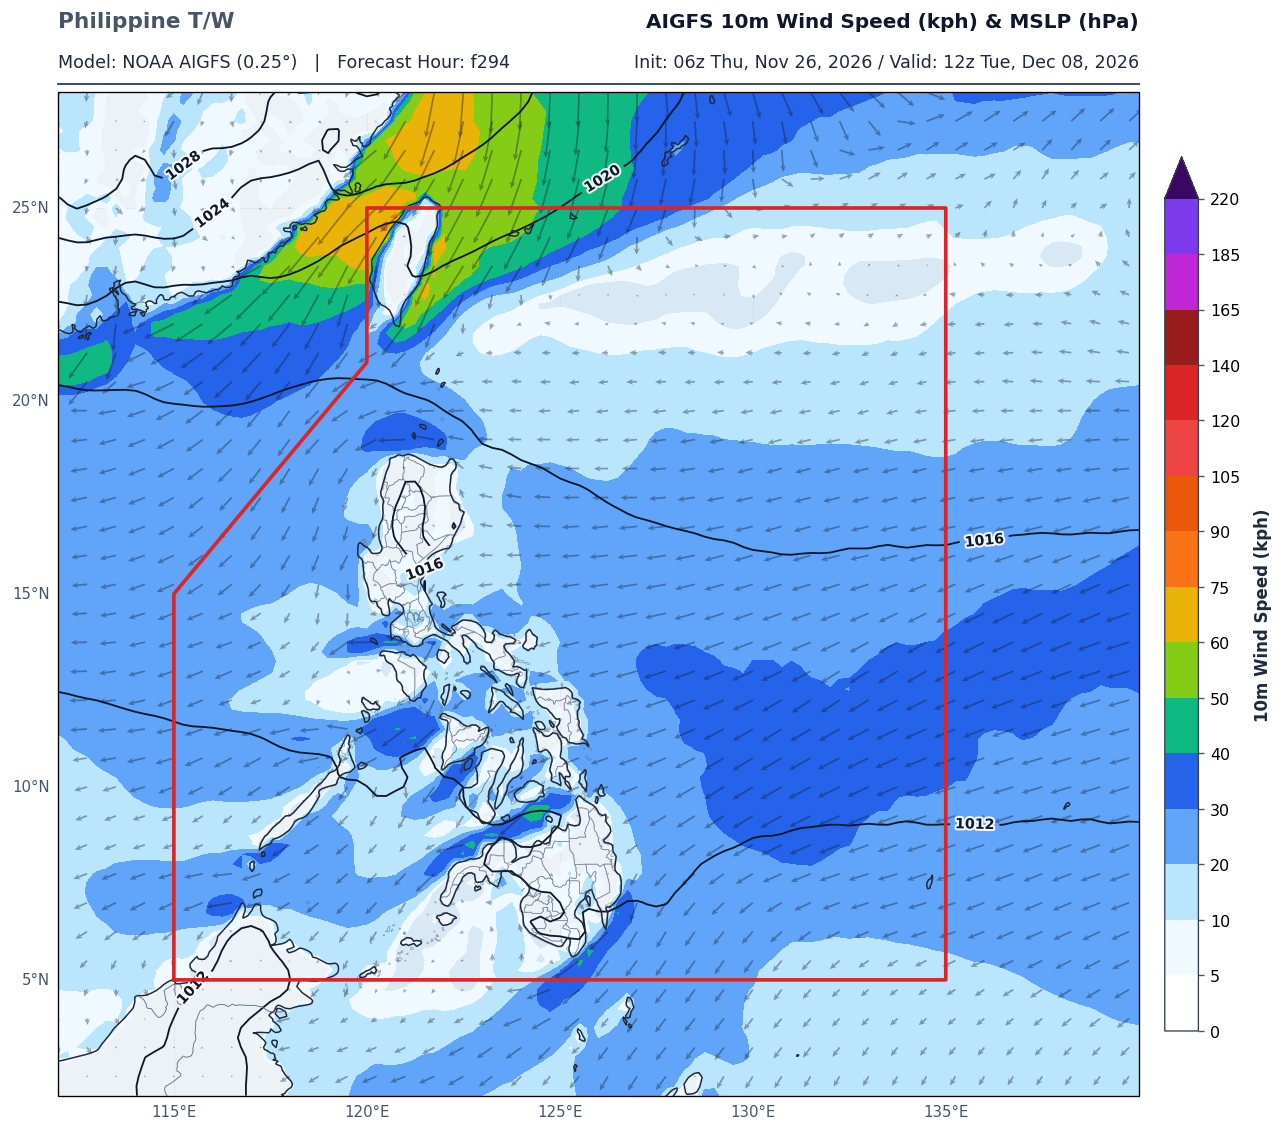 Philippine T/W
AIGFS 10m Wind Speed (kph) & MSLP (hPa)
Model: NOAA AIGFS (0.25°)   |   Forecast Hour: f294
Init: 06z Thu, Nov 26, 2026 / Valid: 12z Tue, Dec 08, 2026
1028
1024
1020
1016
1016
1012
1012
25°N
20°N
15°N
10°N
5°N
115°E
120°E
125°E
130°E
135°E
220
185
165
140
120
105
90
75
60
50
40
30
20
10
5
0
10m Wind Speed (kph)